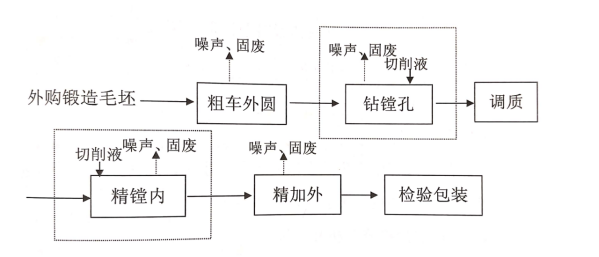 噪声、固废
噪声、固废
切削液
外购锻造毛坯
粗车外圆
钻镗孔
调质
切削液
噪声、固废
噪声、固废
精镗内
精加外
检验包装